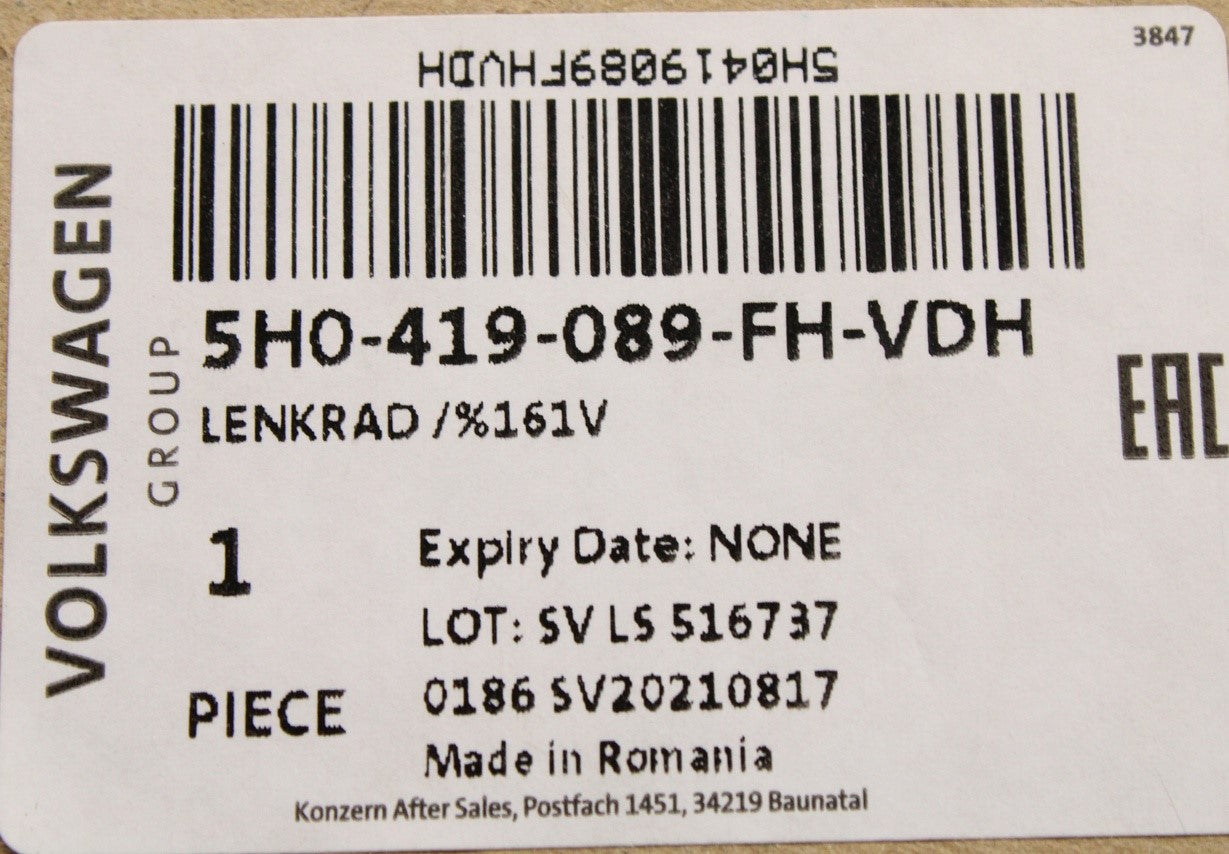 3847
5H0419089FHVDH
VOLKSWAGEN
GROUP
5H0-419-089-FH-VDH
LENKRAD /%161V
EAC
1
PIECE
Expiry Date: NONE
LOT: SV LS 516737
0186 SV20210817
Made in Romania
Konzern After Sales, Postfach 1451, 34219 Baunatal